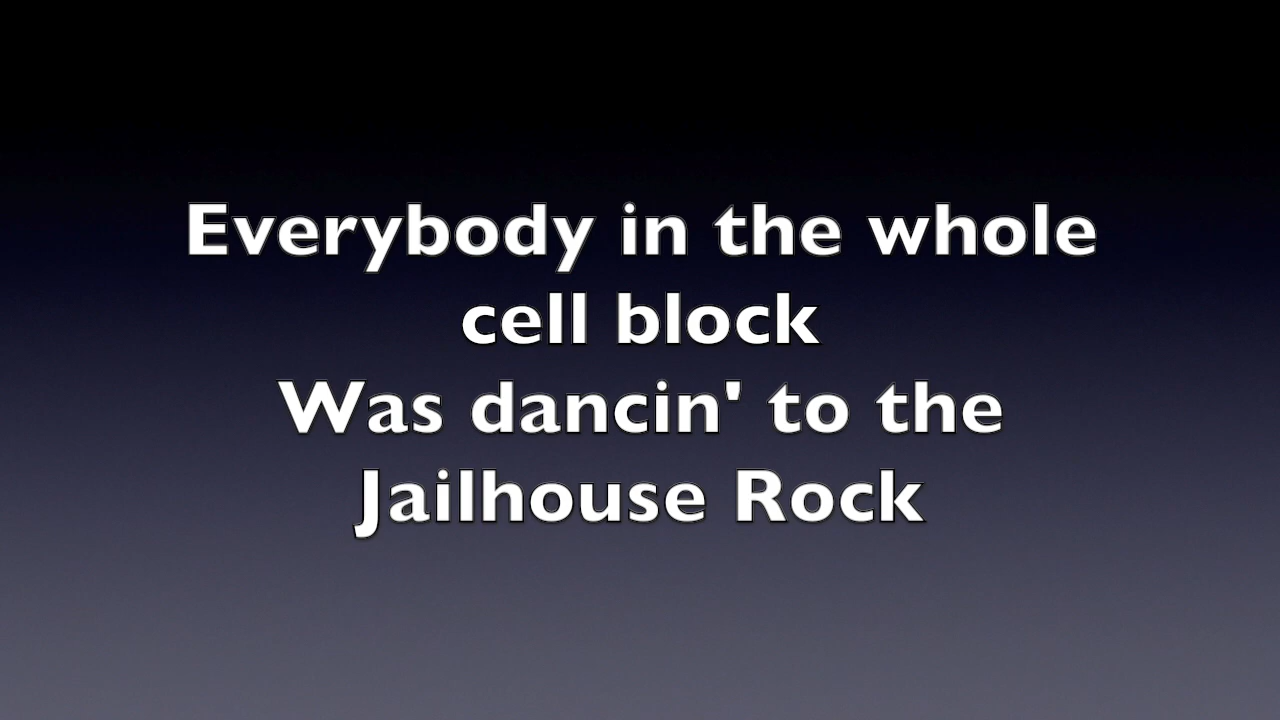 Everybody in the whole
cell block
Was dancin' to the
Jailhouse Rock